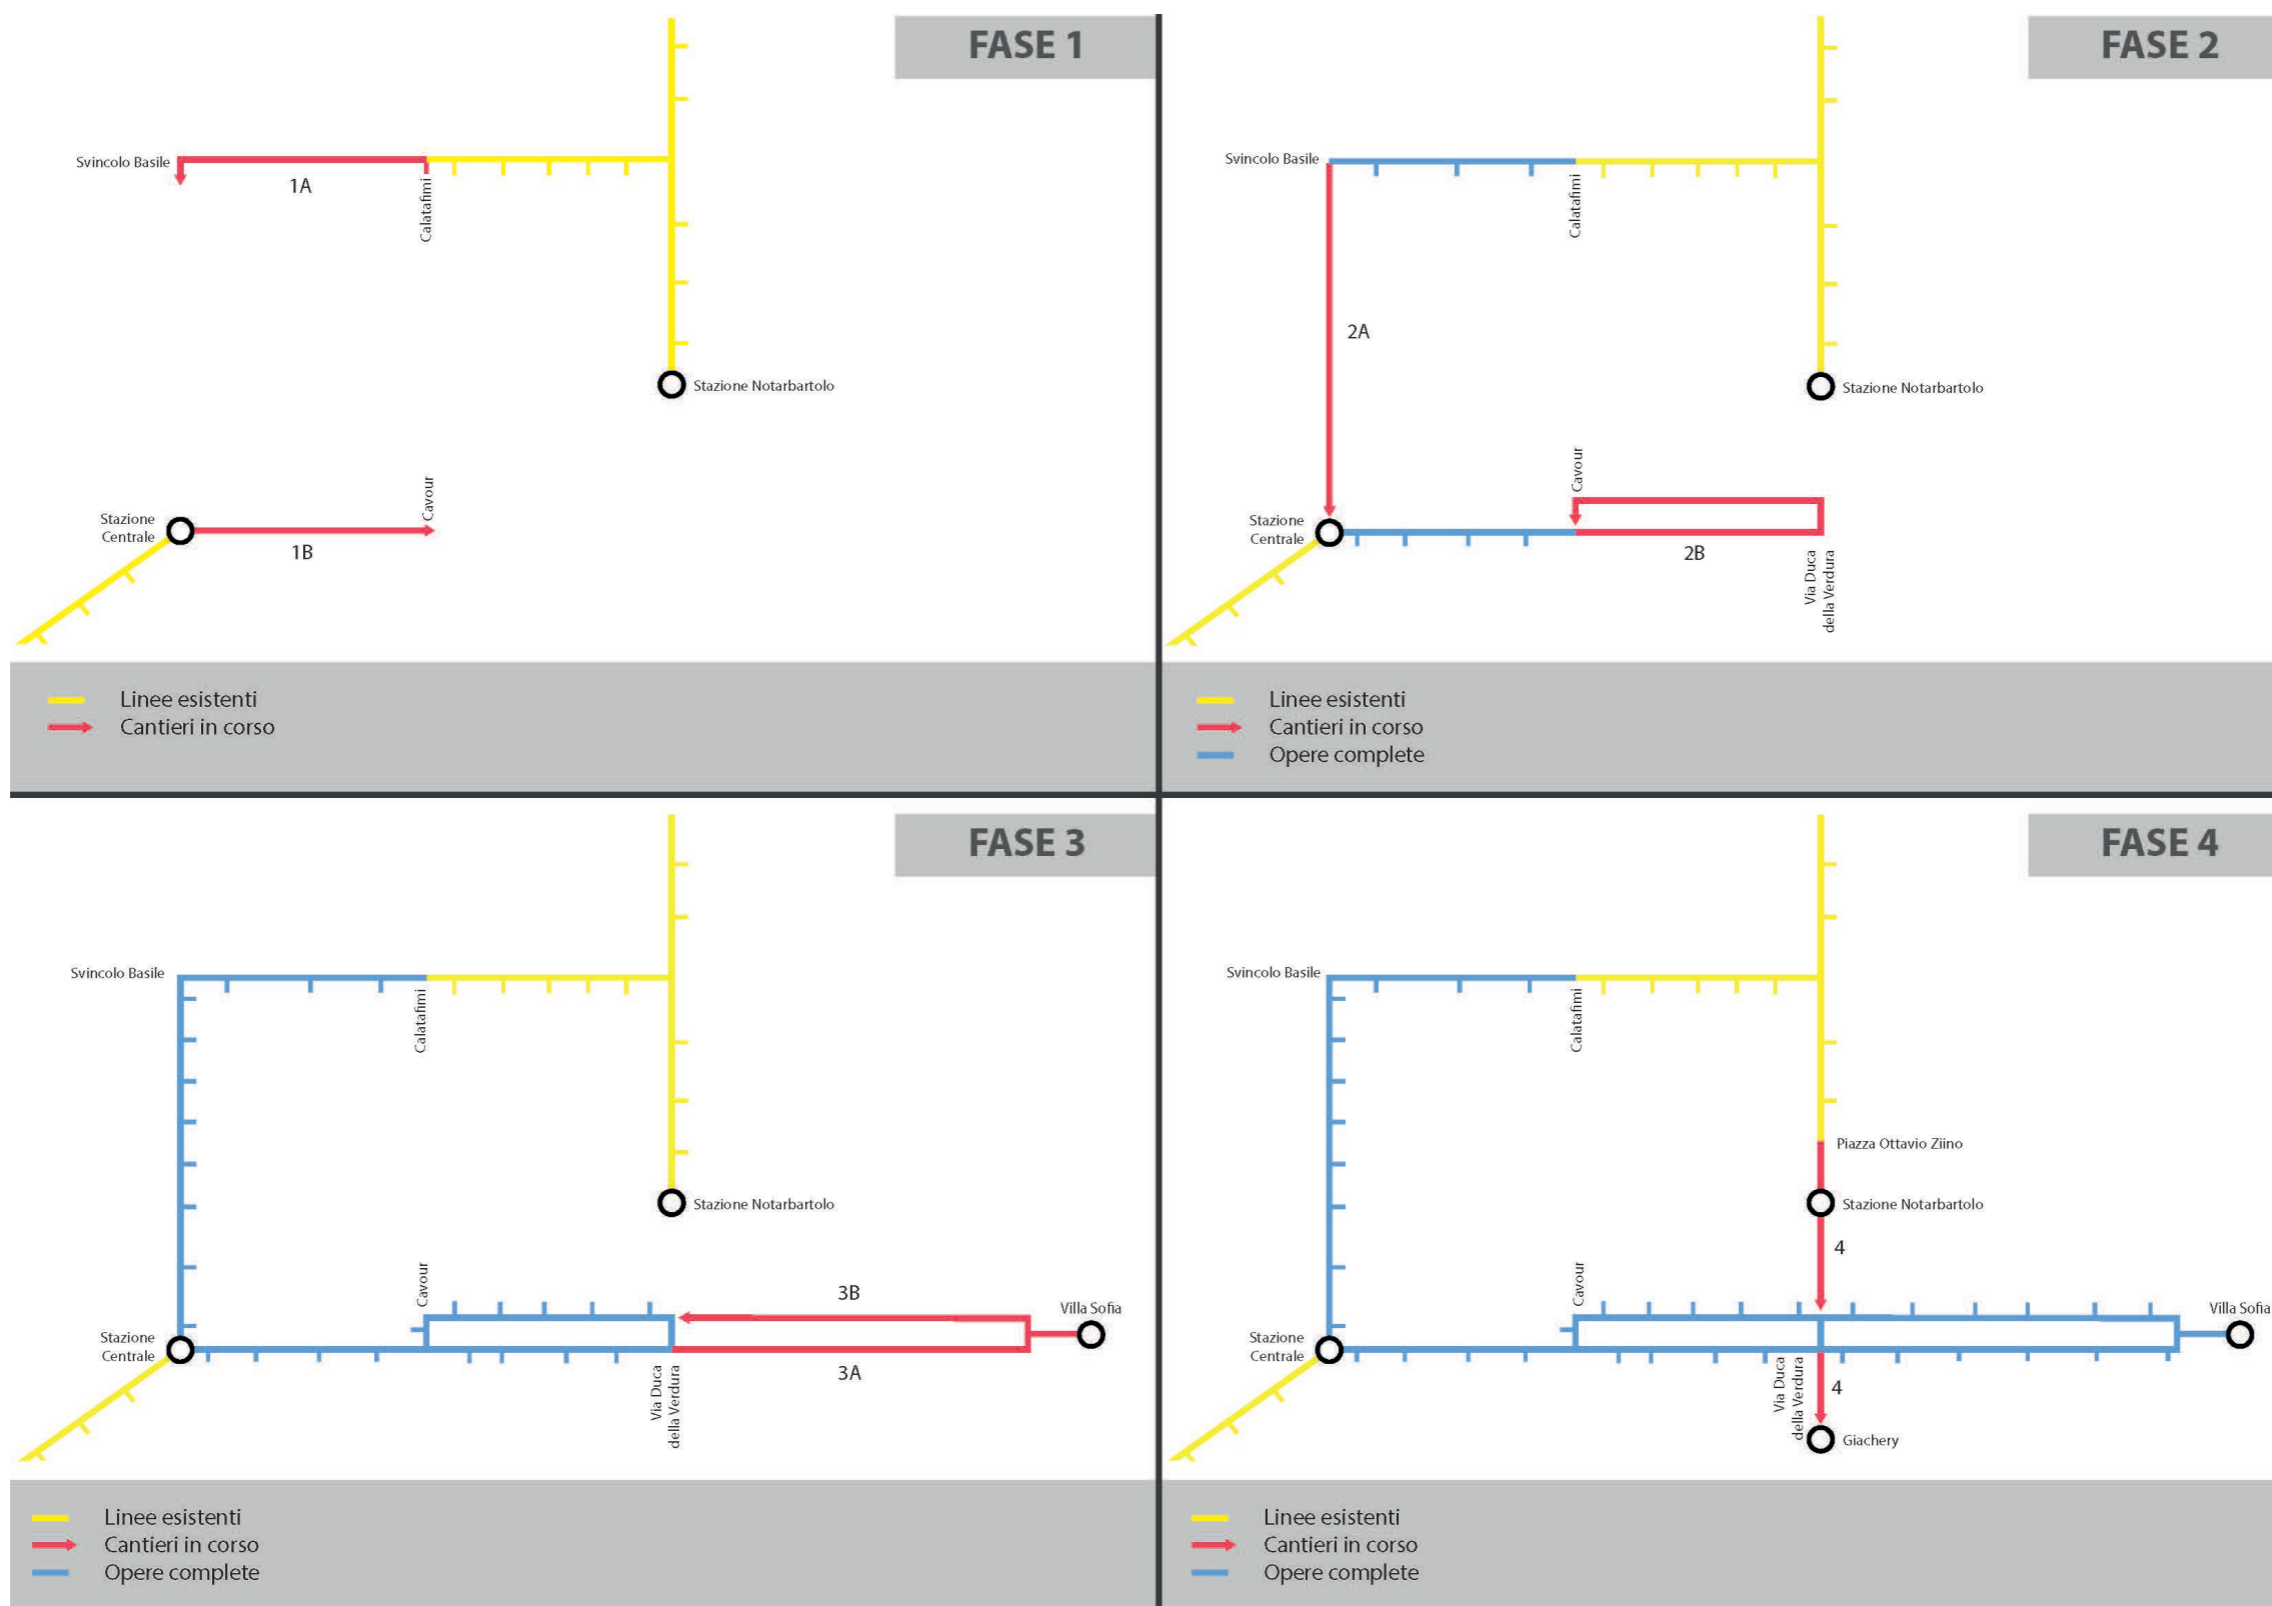 FASE 1
Svincolo Basile
1A
Calatafimi
Stazione Notarbartolo
Cavour
Stazione
Centrale
1B
Linee esistenti
Cantieri in corso
FASE 2
Svincolo Basile
Calatafimi
2A
Stazione Notarbartolo
Cavour
Stazione
Centrale
2B
Via Duca
della Verdura
Linee esistenti
Cantieri in corso
Opere complete
FASE 3
Svincolo Basile
Calatafimi
Stazione Notarbartolo
Cavour
3B
Villa Sofia
Stazione
Centrale
3A
Via Duca
della Verdura
Linee esistenti
Cantieri in corso
Opere complete
FASE 4
Svincolo Basile
Calatafimi
Piazza Ottavio Ziino
Stazione Notarbartolo
4
Cavour
Villa Sofia
Stazione
Centrale
Via Duca
della Verdura
4
Giachery
Linee esistenti
Cantieri in corso
Opere complete